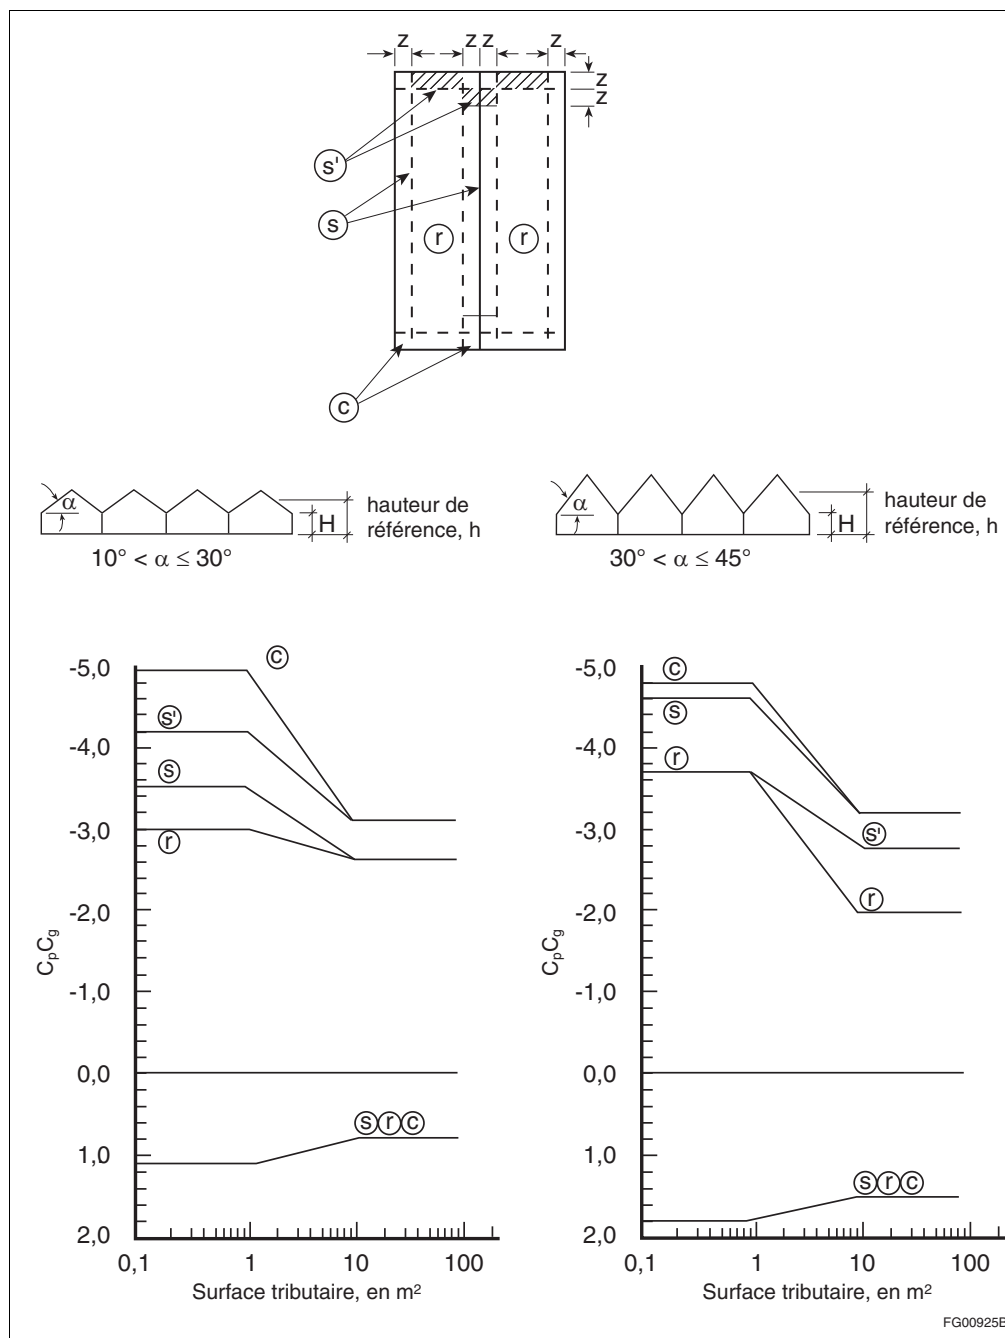 z z z z
z
z
s'
s
r r
c
α H hauteur de
référence, h
10° < α ≤ 30°
α H hauteur de
référence, h
30° < α ≤ 45°
c
s'
s
r
-5,0
-4,0
-3,0
-2,0
-1,0
0,0
1,0
2,0
CpCg
s r c
0,1 1 10 100
Surface tributaire, en m²
c
s
r
s'
r
-5,0
-4,0
-3,0
-2,0
-1,0
0,0
1,0
2,0
CpCg
s r c
0,1 1 10 100
Surface tributaire, en m²
FG00925B